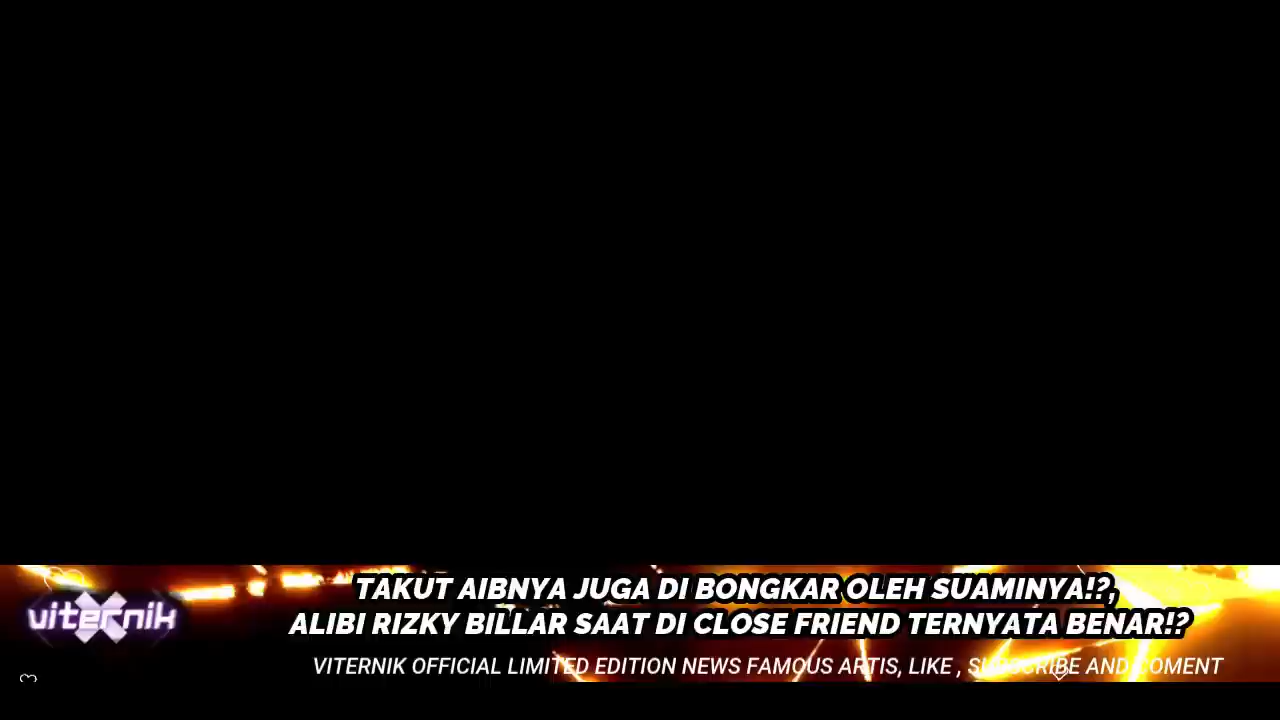 TAKUT AIBNYA JUGA DI BONGKAR OLEH SUAMINYA!?,
viternik
ALIBI RIZKY BILLAR SAAT DI CLOSE FRIEND TERNYATA BENAR!?
VITERNIK OFFICIAL LIMITED EDITION NEWS FAMOUS ARTIS, LIKE , SUBSCRIBE AND COMENT